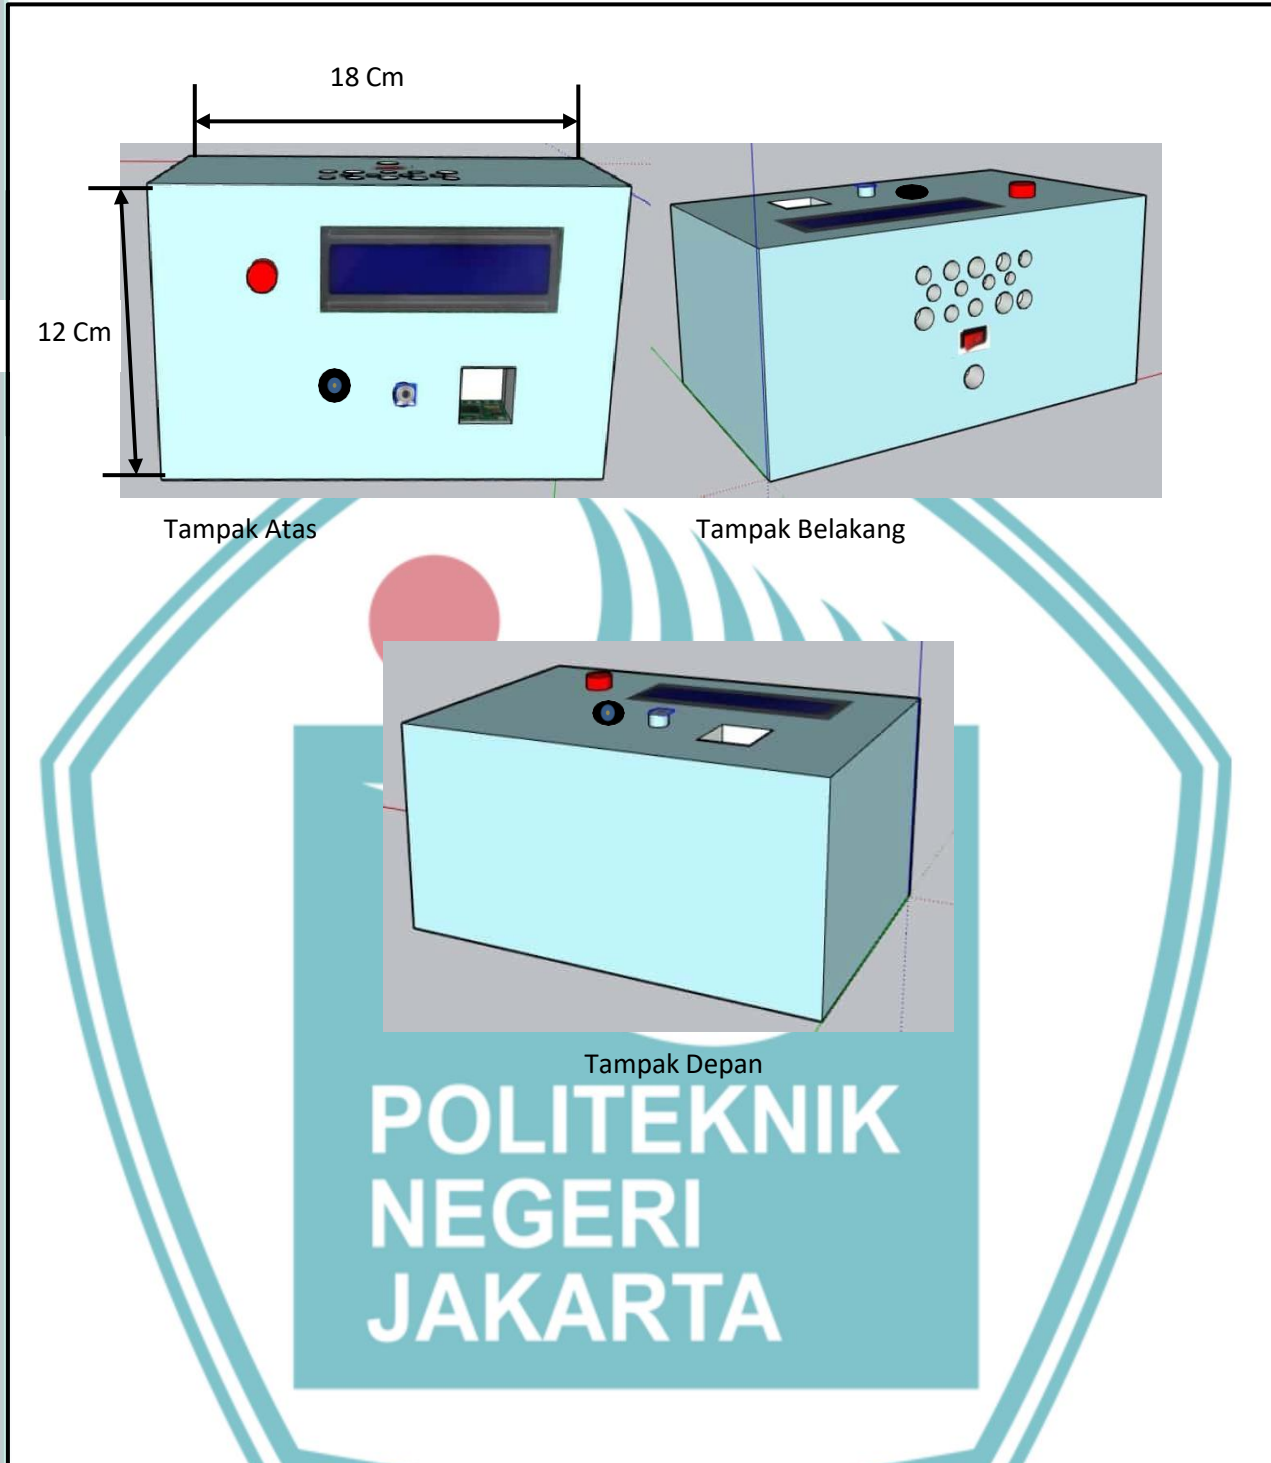 18 Cm
12 Cm
Tampak Atas
Tampak Belakang
Tampak Depan
POLITEKNIK
NEGERI
JAKARTA